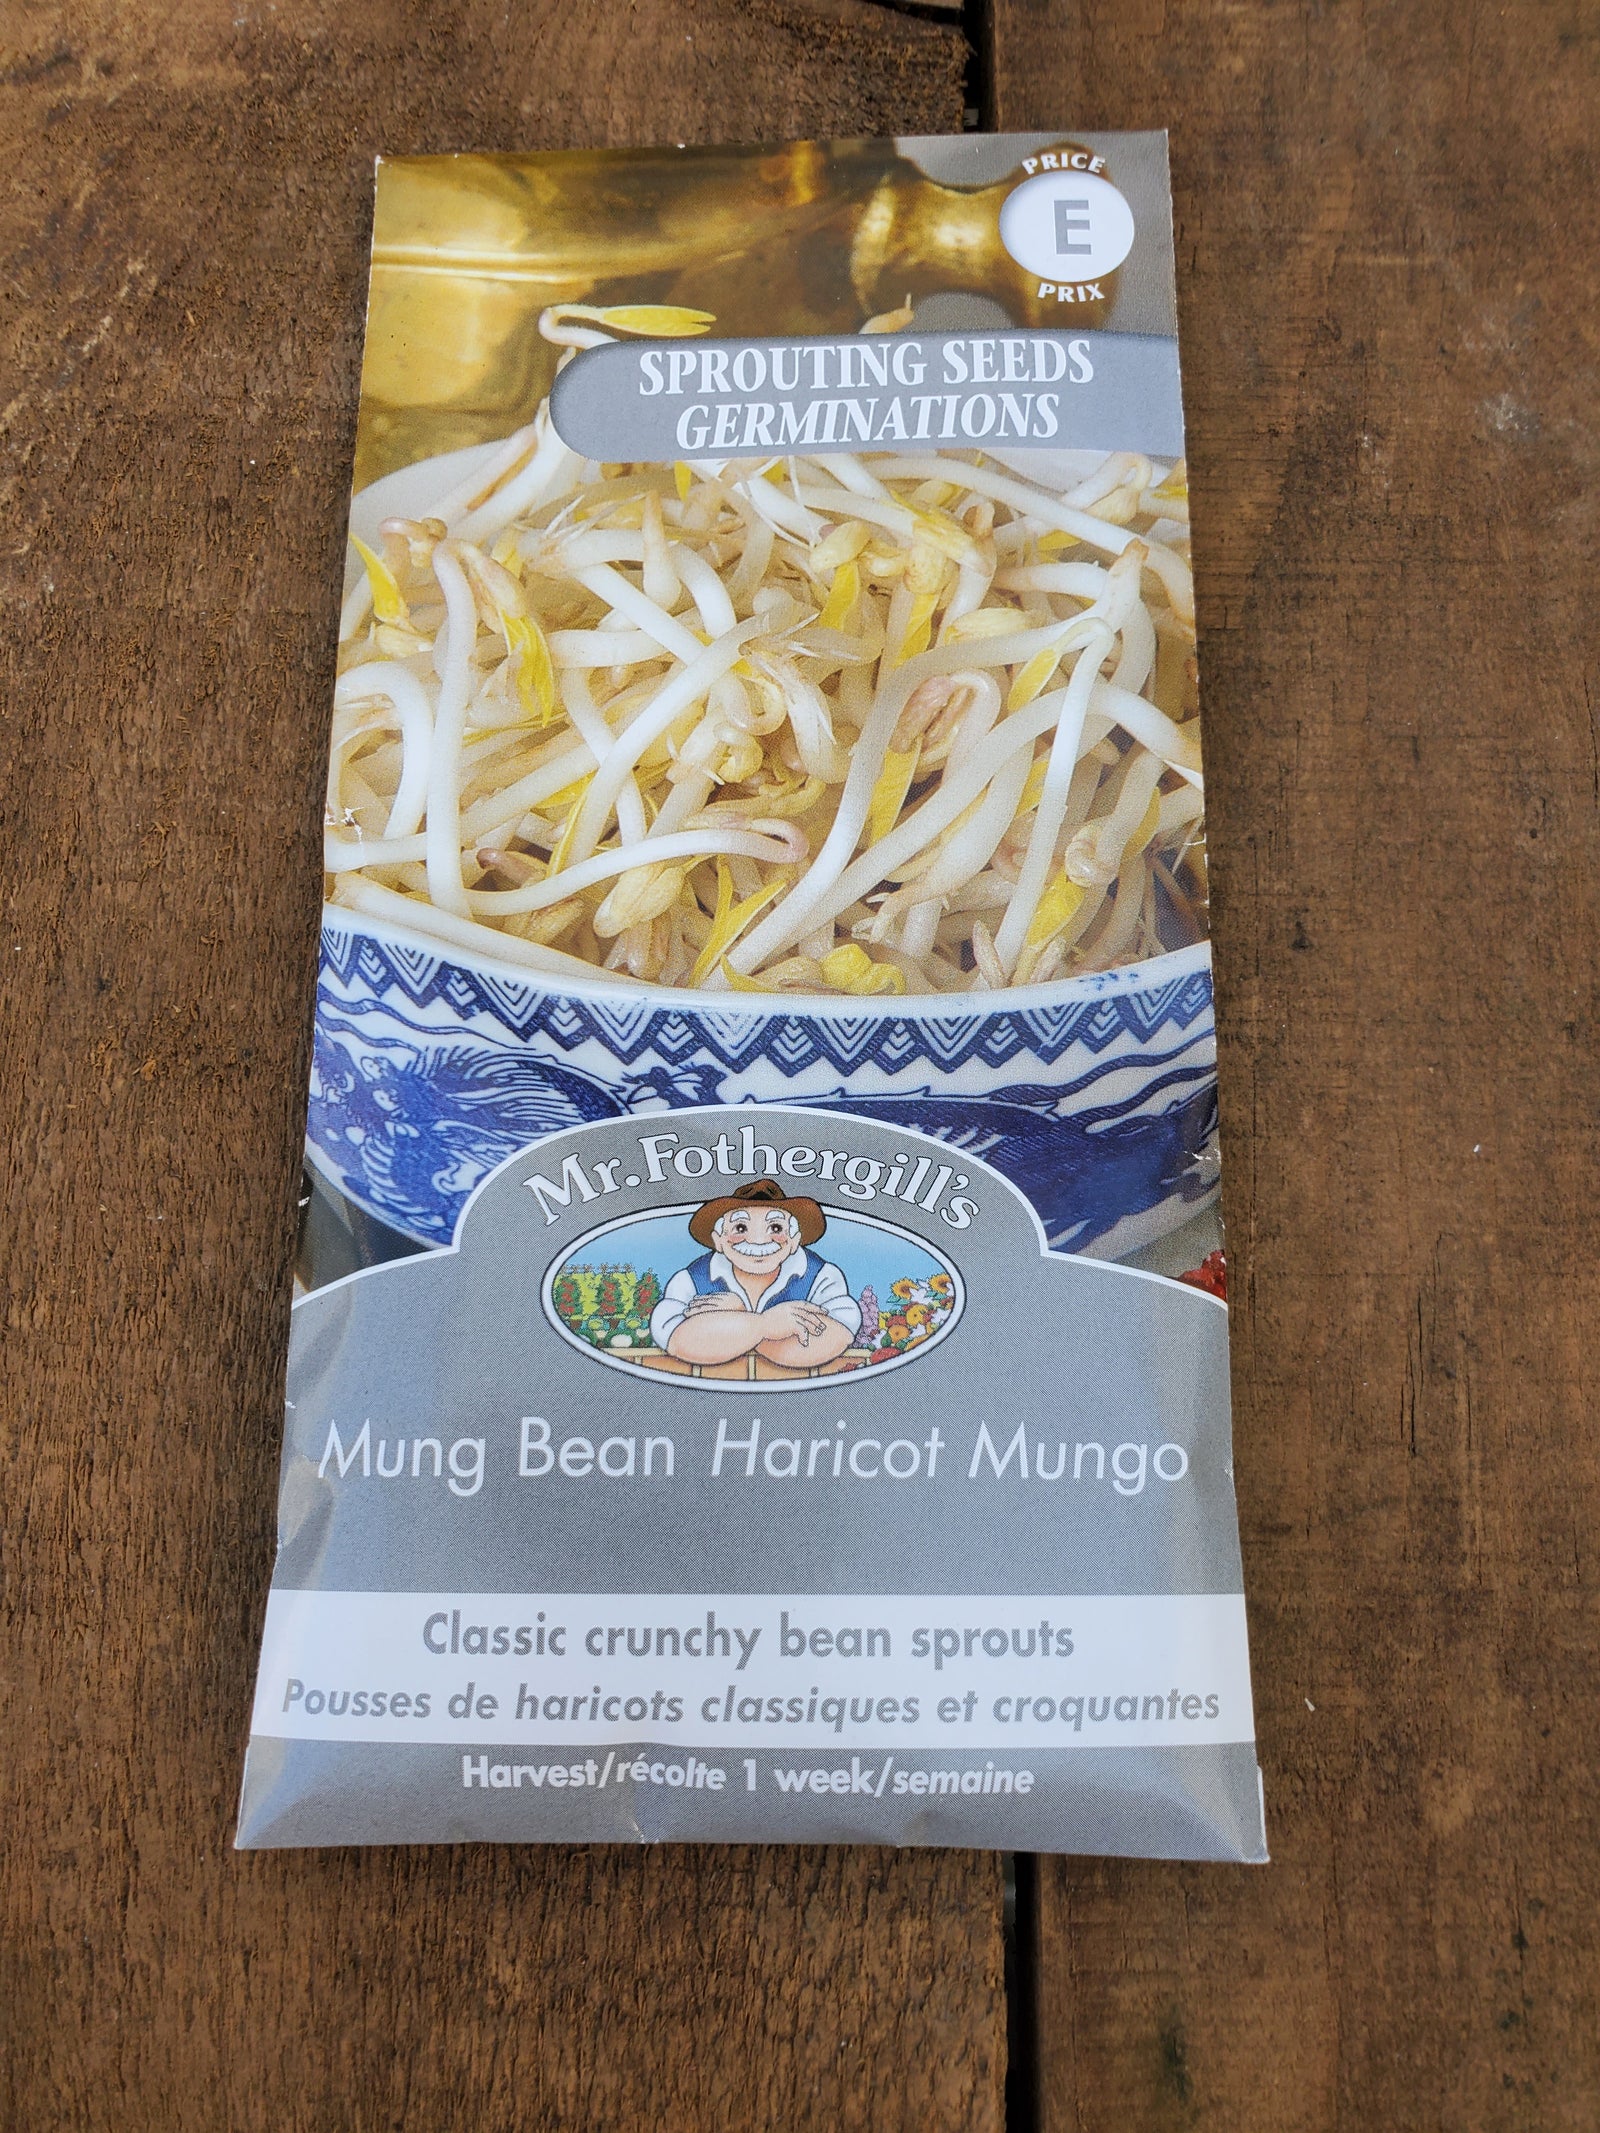 PRICE
E
PRIX
SPROUTING SEEDS
GERMINATIONS
Mr. Fothergill's
Mung Bean Haricot Mungo
Classic crunchy bean sprouts
Pousses de haricots classiques et croquantes
Harvest/récolte 1 week/semaine